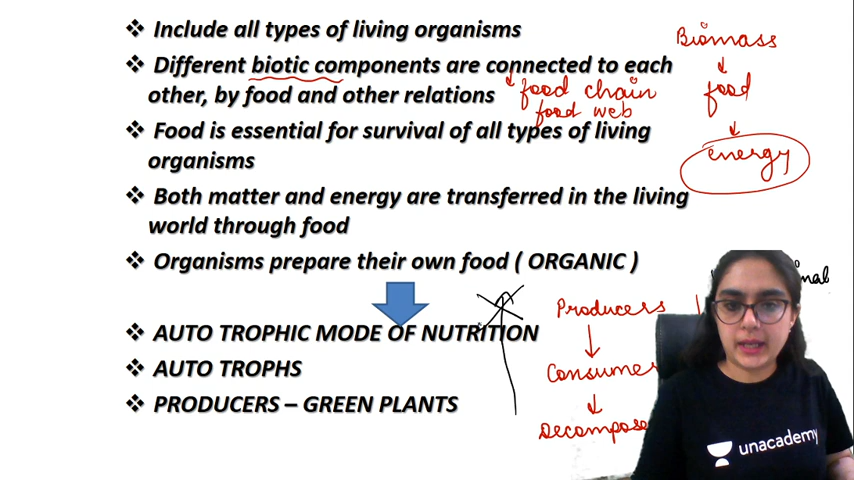 ❖ Include all types of living organisms
❖ Different biotic components are connected to each
other, by food and other relations
❖ Food is essential for survival of all types of living
organisms
❖ Both matter and energy are transferred in the living
world through food
❖ Organisms prepare their own food ( ORGANIC )
❖ AUTO TROPHIC MODE OF NUTRITION
❖ AUTO TROPHS
❖ PRODUCERS – GREEN PLANTS
food chain
food web
Biomass
↓
food
↓
energy
Producers
↓
Consumer
↓
Decompose
unacademy